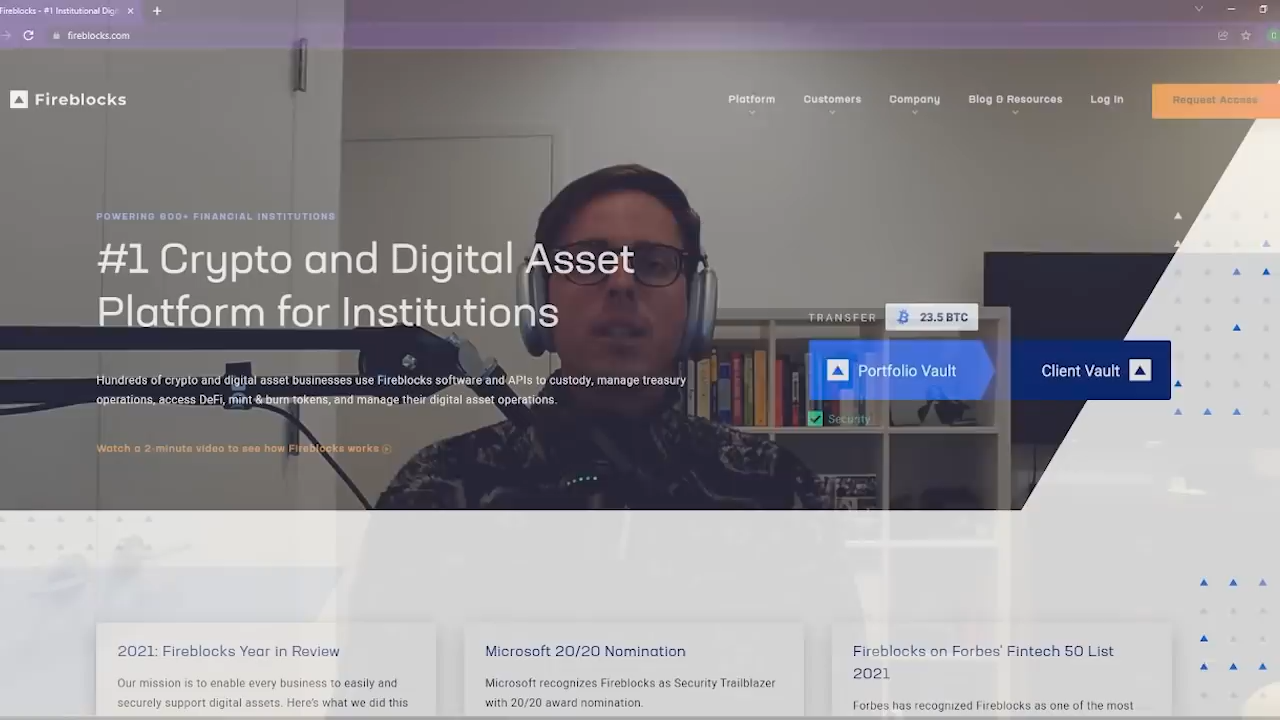 Fireblocks - #1 Institutional Digi
fireblocks.com
Fireblocks
Platform
Customers
Company
Blog & Resources
Log In
Request Access
POWERING 600+ FINANCIAL INSTITUTIONS
#1 Crypto and Digital Asset
Platform for Institutions
Hundreds of crypto and digital asset businesses use Fireblocks software and APIs to custody, manage treasury
operations, access DeFi, mint & burn tokens, and manage their digital asset operations.
Watch a 2-minute video to see how Fireblocks works
TRANSFER
23.5 BTC
Portfolio Vault
Client Vault
Security
2021: Fireblocks Year in Review
Our mission is to enable every business to easily and
securely support digital assets. Here's what we did this
Microsoft 20/20 Nomination
Microsoft recognizes Fireblocks as Security Trailblazer
with 20/20 award nomination.
Fireblocks on Forbes' Fintech 50 List
2021
Forbes has recognized Fireblocks as one of the most